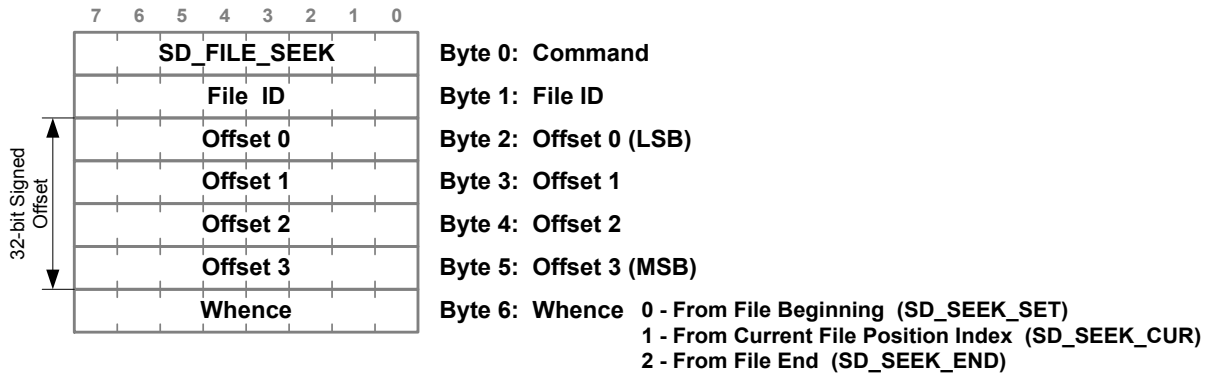 7 6 5 4 3 2 1 0
SD_FILE_SEEK Byte 0: Command
File ID Byte 1: File ID
32-bit Signed
Offset
Offset 0 Byte 2: Offset 0 (LSB)
Offset 1 Byte 3: Offset 1
Offset 2 Byte 4: Offset 2
Offset 3 Byte 5: Offset 3 (MSB)
Whence Byte 6: Whence 0 - From File Beginning (SD_SEEK_SET)
1 - From Current File Position Index (SD_SEEK_CUR)
2 - From File End (SD_SEEK_END)